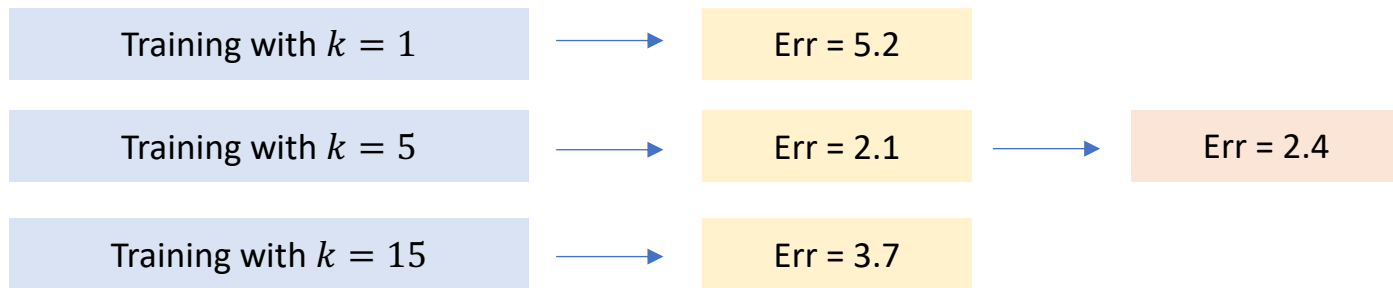 Training with k = 1
Err = 5.2
Training with k = 5
Err = 2.1
Err = 2.4
Training with k = 15
Err = 3.7